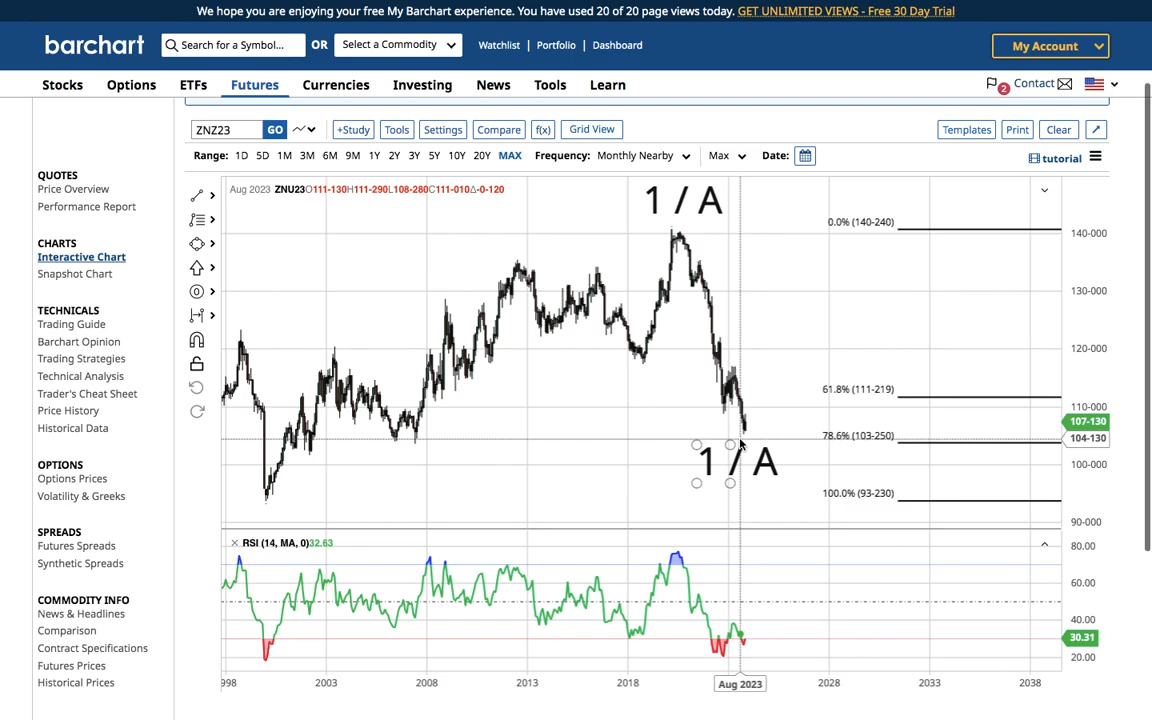 We hope you are enjoying your free My Barchart experience. You have used 20 of 20 page views today. GET UNLIMITED VIEWS - Free 30 Day Trial
barchart Search for a Symbol... OR Select a Commodity Watchlist | Portfolio | Dashboard My Account
Stocks Options ETFs Futures Currencies Investing News Tools Learn 2 Contact
ZNZ23 GO +Study Tools Settings Compare f(x) Grid View Templates Print Clear
Range: 1D 5D 1M 3M 6M 9M 1Y 2Y 3Y 5Y 10Y 20Y MAX Frequency: Monthly Nearby Max Date: tutorial
QUOTES
Price Overview
Performance Report
CHARTS
Interactive Chart
Snapshot Chart
TECHNICALS
Trading Guide
Barchart Opinion
Trading Strategies
Technical Analysis
Trader's Cheat Sheet
Price History
Historical Data
OPTIONS
Options Prices
Volatility & Greeks
SPREADS
Futures Spreads
Synthetic Spreads
COMMODITY INFO
News & Headlines
Comparison
Contract Specifications
Futures Prices
Historical Prices
Aug 2023 ZNU23O111-130H111-290L108-280C111-010Δ-0-120
1 / A
0.0% (140-240)
140-000
130-000
120-000
61.8% (111-219)
110-000
107-130
78.6% (103-250)
104-130
1 / A
100-000
100.0% (93-230)
90-000
RSI (14, MA, 0)32.63
80.00
60.00
40.00
30.31
20.00
998 2003 2008 2013 2018 Aug 2023 2028 2033 2038